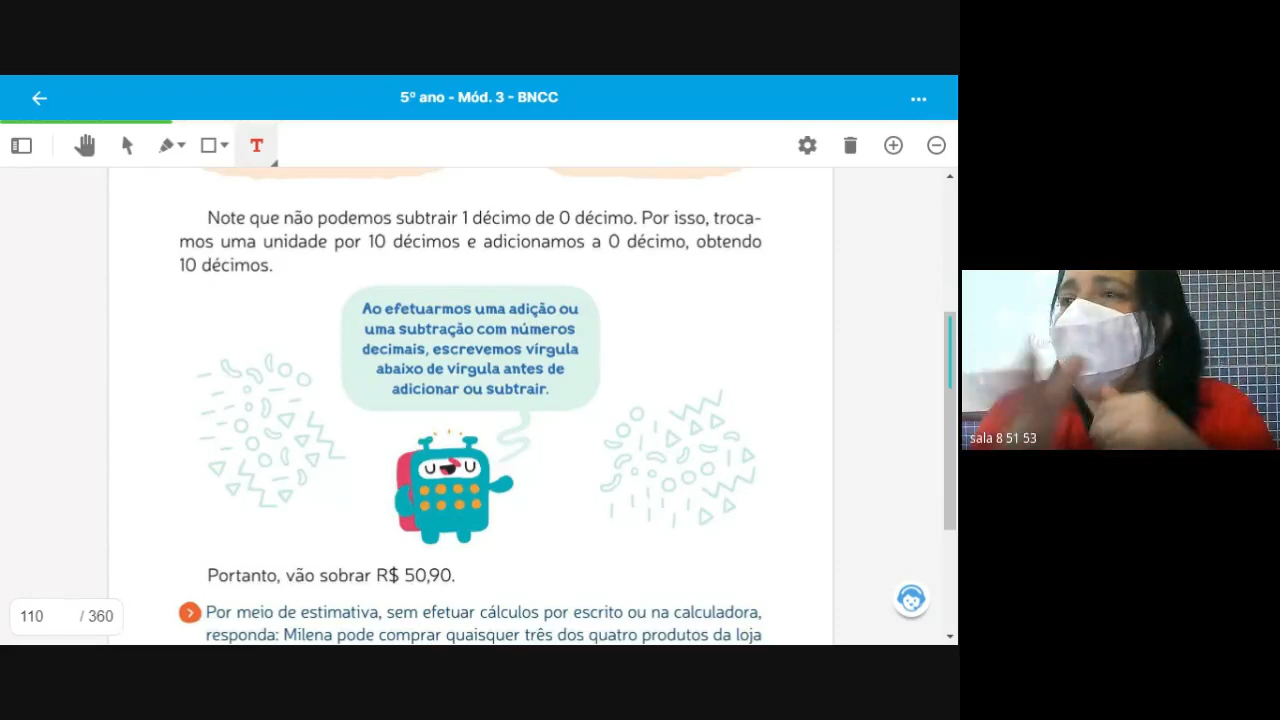 5º ano - Mód. 3 - BNCC
T
Note que não podemos subtrair 1 décimo de 0 décimo. Por isso, troca-
mos uma unidade por 10 décimos e adicionamos a 0 décimo, obtendo
10 décimos.
Ao efetuarmos uma adição ou
uma subtração com números
decimais, escrevemos vírgula
abaixo de vírgula antes de
adicionar ou subtrair.
Portanto, vão sobrar R$ 50,90.
Por meio de estimativa, sem efetuar cálculos por escrito ou na calculadora,
responda: Milena pode comprar quaisquer três dos quatro produtos da loja
110 / 360
sala 8 51 53